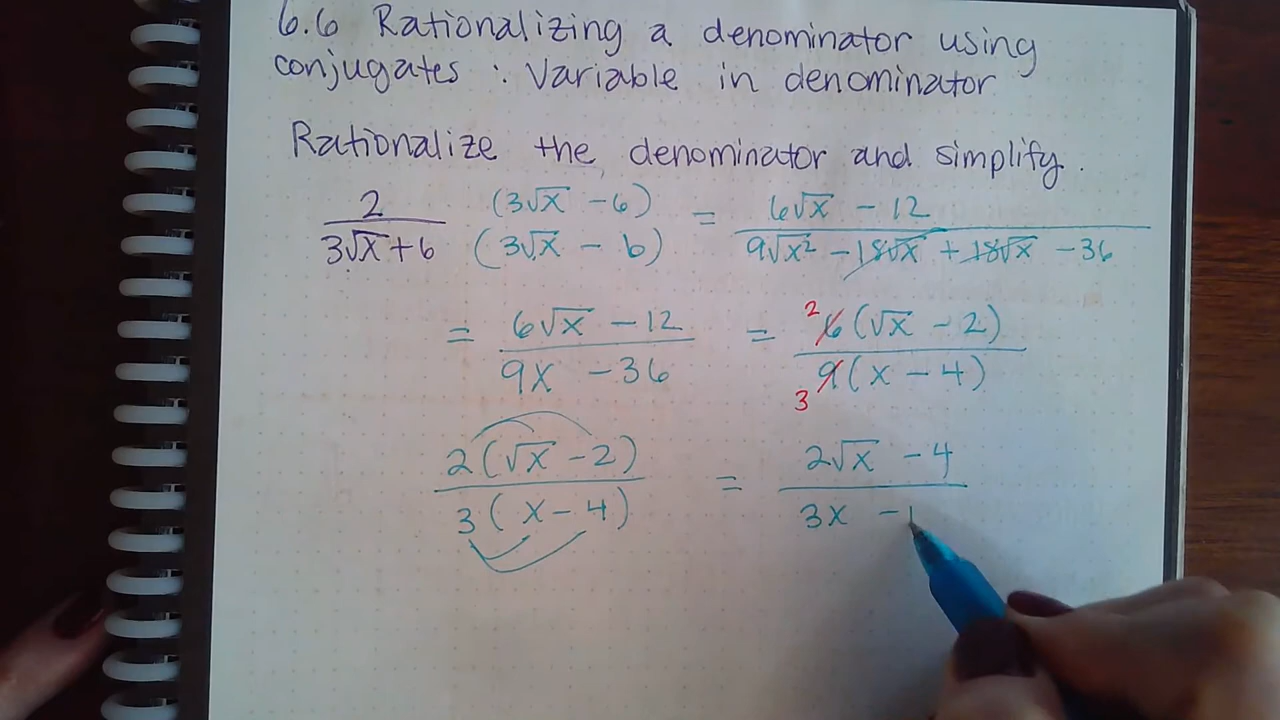 6.6 Rationalizing a denominator using
conjugates : Variable in denominator
Rationalize the denominator and simplify.
2 (3√x - 6) = 6√x - 12
3√x + 6 (3√x - 6) 9√x² - 18√x + 18√x - 36
= 6√x - 12 = 2 6(√x - 2)
9x - 36 3 9(x - 4)
2(√x - 2) = 2√x - 4
3(x - 4) 3x - 1